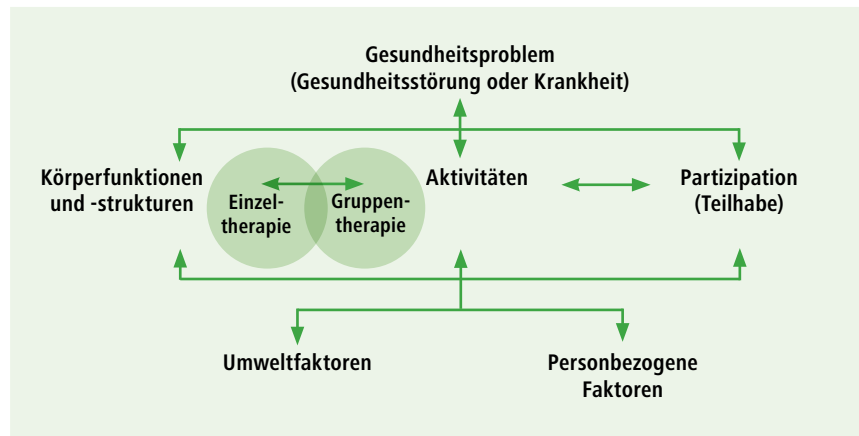 Gesundheitsproblem
(Gesundheitsstörung oder Krankheit)
Körperfunktionen
und -strukturen
Einzel-
therapie
Gruppen-
therapie
Aktivitäten
Partizipation
(Teilhabe)
Umweltfaktoren
Personbezogene
Faktoren